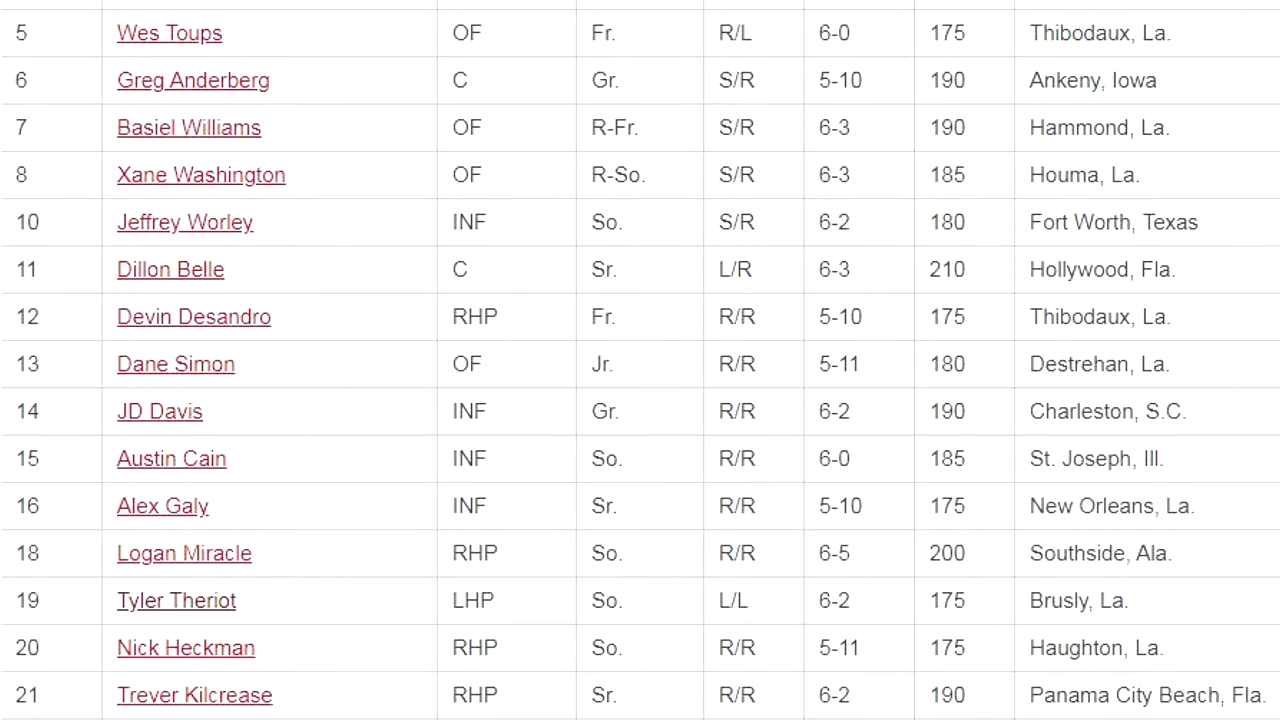 5 Wes Toups OF Fr. R/L 6-0 175 Thibodaux, La.
6 Greg Anderberg C Gr. S/R 5-10 190 Ankeny, Iowa
7 Basiel Williams OF R-Fr. S/R 6-3 190 Hammond, La.
8 Xane Washington OF R-So. S/R 6-3 185 Houma, La.
10 Jeffrey Worley INF So. S/R 6-2 180 Fort Worth, Texas
11 Dillon Belle C Sr. L/R 6-3 210 Hollywood, Fla.
12 Devin Desandro RHP Fr. R/R 5-10 175 Thibodaux, La.
13 Dane Simon OF Jr. R/R 5-11 180 Destrehan, La.
14 JD Davis INF Gr. R/R 6-2 190 Charleston, S.C.
15 Austin Cain INF So. R/R 6-0 185 St. Joseph, Ill.
16 Alex Galy INF Sr. R/R 5-10 175 New Orleans, La.
18 Logan Miracle RHP So. R/R 6-5 200 Southside, Ala.
19 Tyler Theriot LHP So. L/L 6-2 175 Brusly, La.
20 Nick Heckman RHP So. R/R 5-11 175 Haughton, La.
21 Trever Kilcrease RHP Sr. R/R 6-2 190 Panama City Beach, Fla.